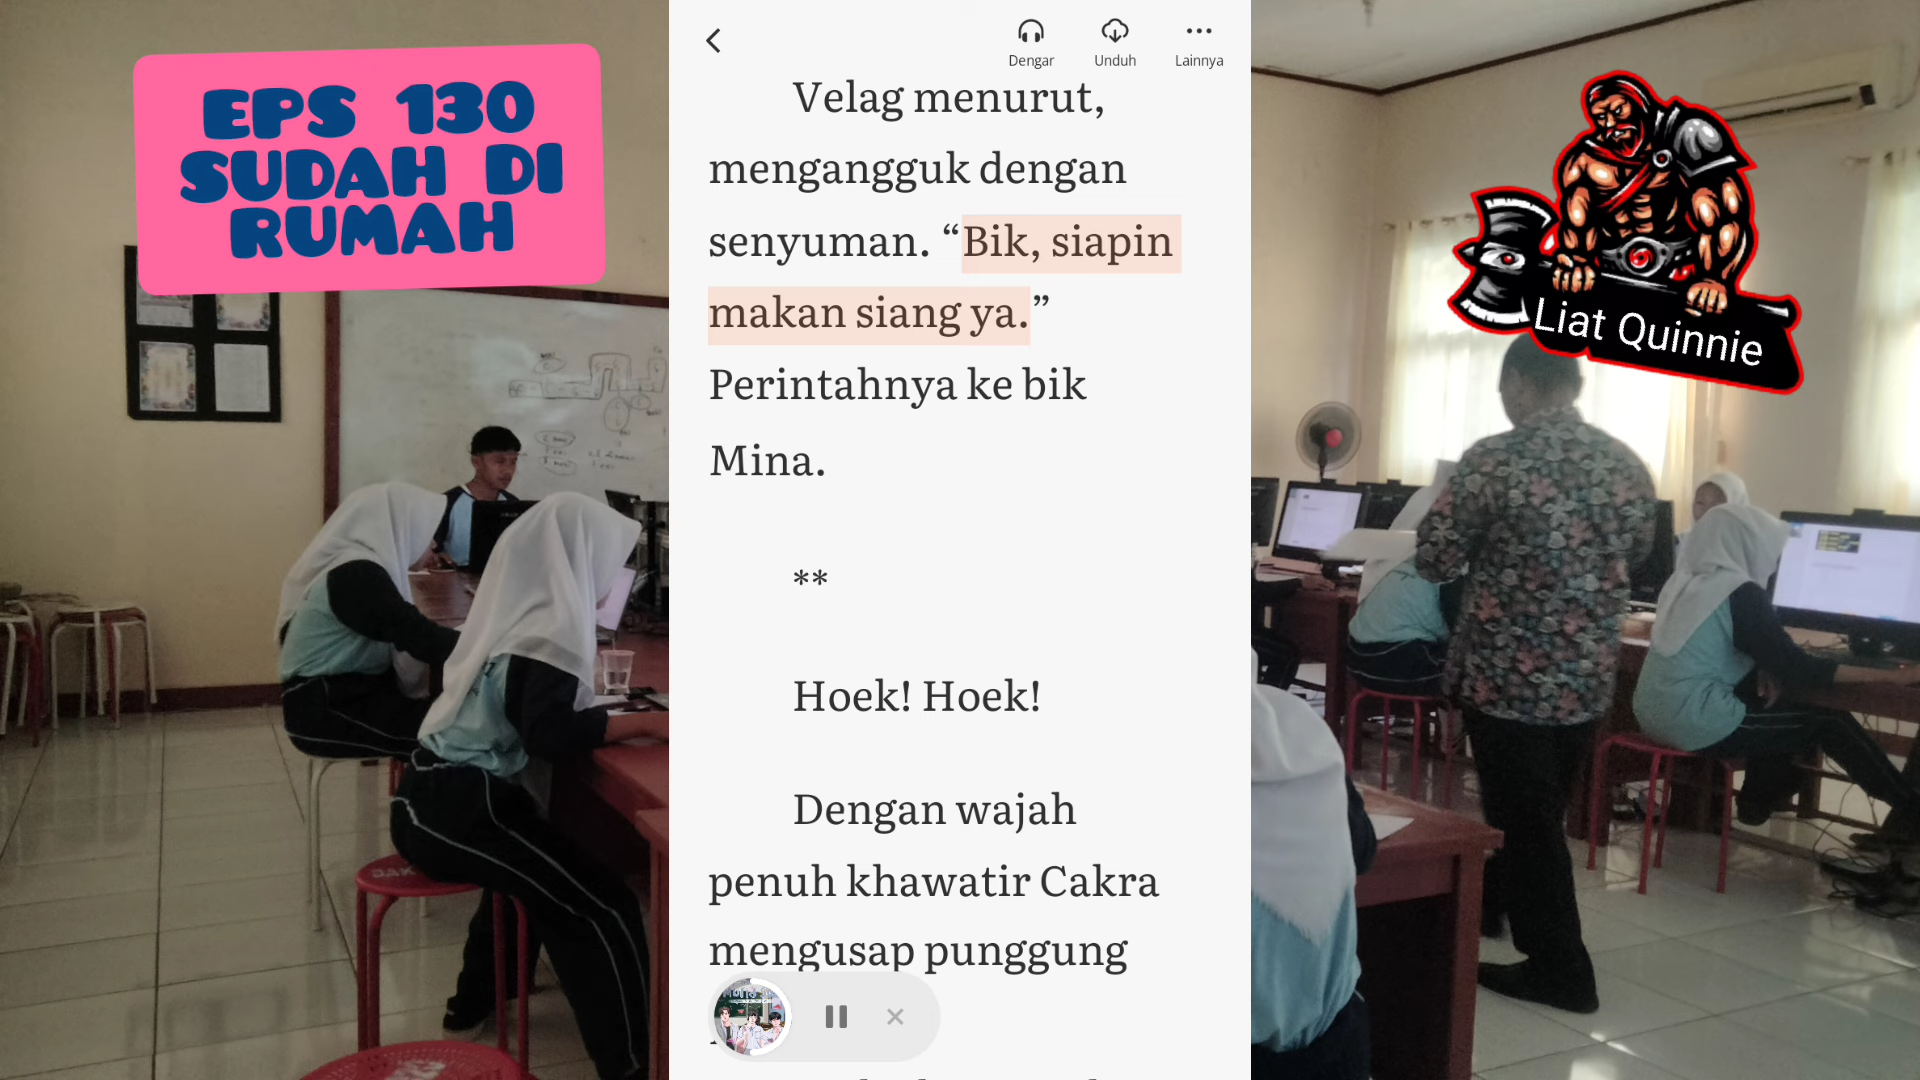 EPS 130
SUDAH DI
RUMAH
Dengar
Unduh
Lainnya
Velag menurut,
mengangguk dengan
senyuman. “Bik, siapin
makan siang ya.”
Perintahnya ke bik
Mina.
**
Hoek! Hoek!
Dengan wajah
penuh khawatir Cakra
mengusap punggung
Liat Quinnie